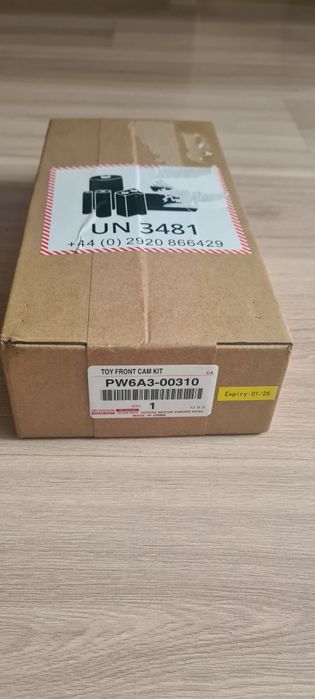 UN 3481
+44 (0) 2920 866429
TOY FRONT CAM KIT
CA
PW6A3-00310
Expiry:01/25
1
MADE IN CHINA